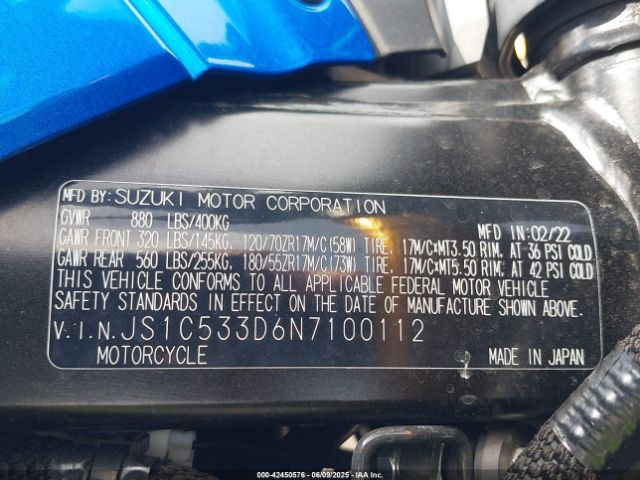 MFD BY: SUZUKI MOTOR CORPORATION
GVWR 880 LBS/400KG MFD IN: 02/22
GAWR FRONT 320 LBS/145KG, 120/70ZR17M/C(58W) TIRE, 17M/C×MT3.50 RIM, AT 36 PSI COLD
GAWR REAR 560 LBS/255KG, 180/55ZR17M/C(73W) TIRE, 17M/C×MT5.50 RIM, AT 42 PSI COLD
THIS VEHICLE CONFORMS TO ALL APPLICABLE FEDERAL MOTOR VEHICLE
SAFETY STANDARDS IN EFFECT ON THE DATE OF MANUFACTURE SHOWN ABOVE.
V.I.N. JS1C533D6N7100112
MOTORCYCLE MADE IN JAPAN
000-42450576 | 06/09/2025 | IAA Inc.